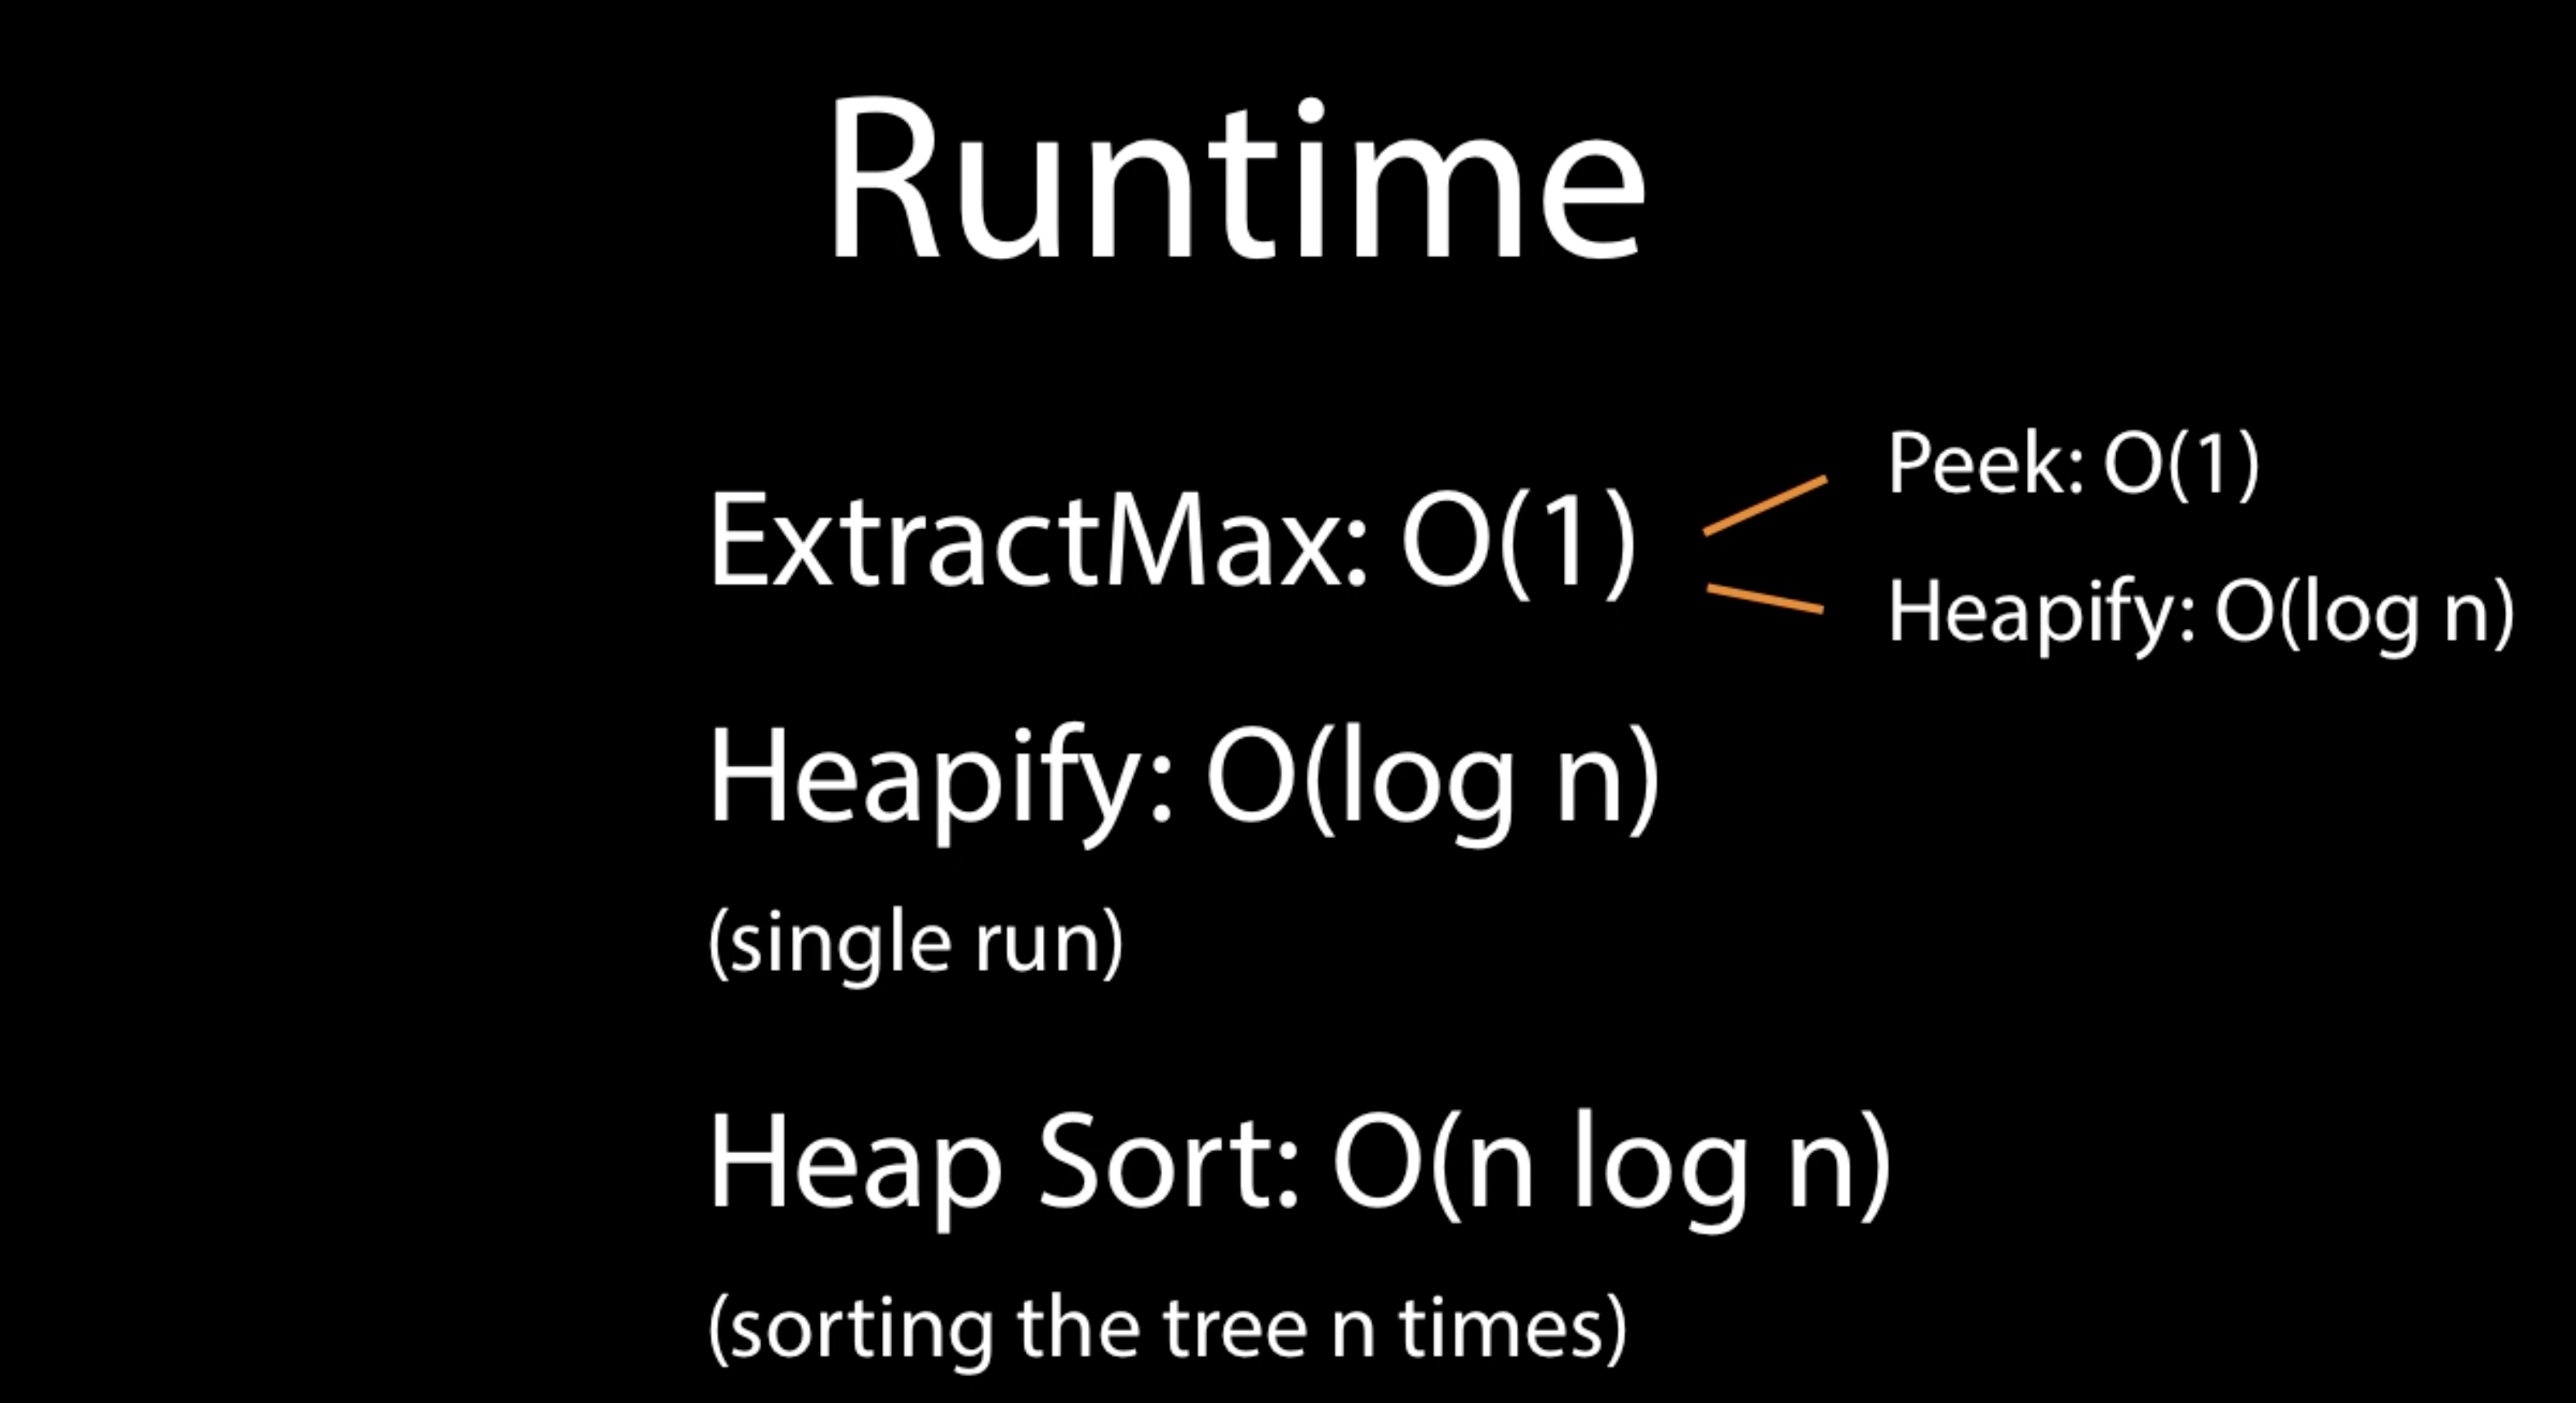 Runtime
ExtractMax: O(1)
Peek: O(1)
Heapify: O(log n)
Heapify: O(log n)
(single run)
Heap Sort: O(n log n)
(sorting the tree n times)